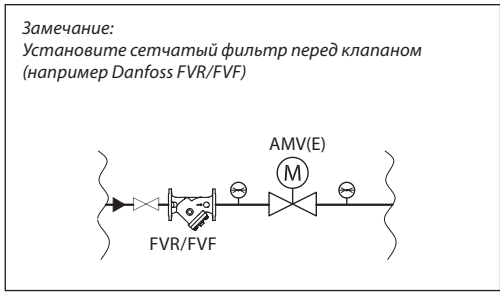 Замечание:
Установите сетчатый фильтр перед клапаном
(например Danfoss FVR/FVF)
AMV(E)
M
FVR/FVF